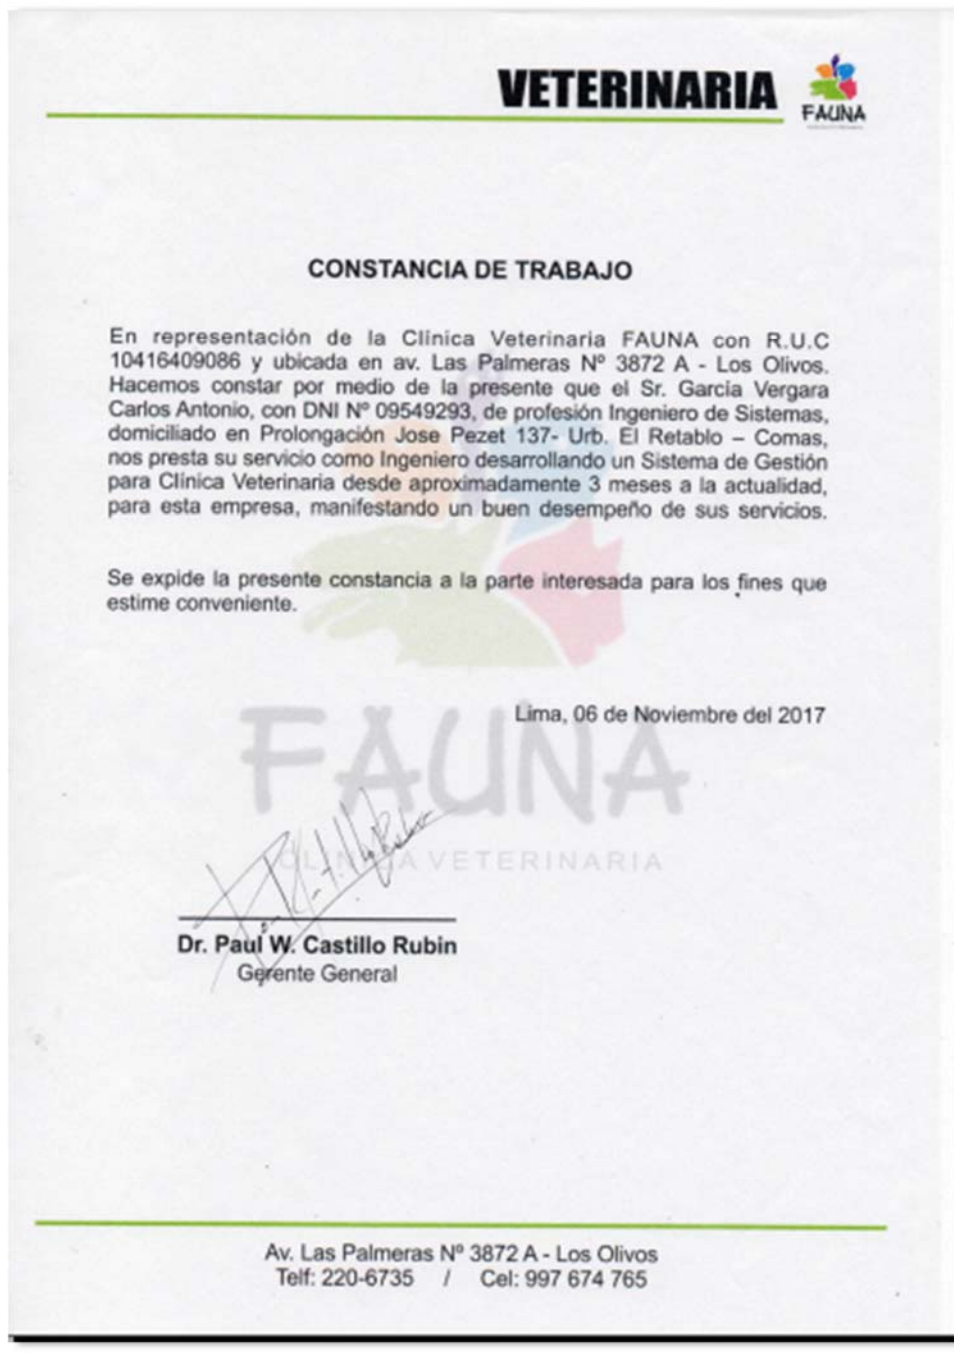 VETERINARIA
FAUNA
CONSTANCIA DE TRABAJO
En representación de la Clínica Veterinaria FAUNA con R.U.C
10416409086 y ubicada en av. Las Palmeras Nº 3872 A - Los Olivos.
Hacemos constar por medio de la presente que el Sr. Garcia Vergara
Carlos Antonio, con DNI Nº 09549293, de profesión Ingeniero de Sistemas,
domiciliado en Prolongación Jose Pezet 137- Urb. El Retablo – Comas,
nos presta su servicio como Ingeniero desarrollando un Sistema de Gestión
para Clínica Veterinaria desde aproximadamente 3 meses a la actualidad,
para esta empresa, manifestando un buen desempeño de sus servicios.
Se expide la presente constancia a la parte interesada para los fines que
estime conveniente.
Lima, 06 de Noviembre del 2017
FAUNA
CLINICA VETERINARIA
Dr. Paul W. Castillo Rubin
Gerente General
Av. Las Palmeras Nº 3872 A - Los Olivos
Telf: 220-6735 / Cel: 997 674 765